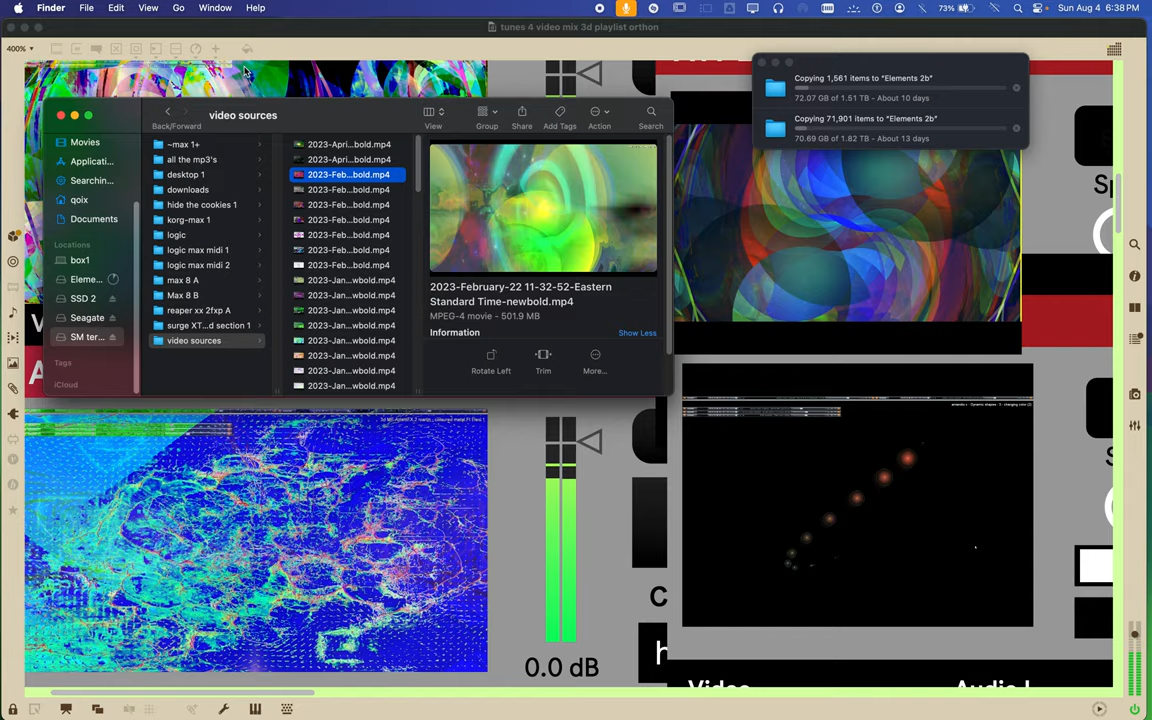 Finder File Edit View Go Window Help
73% Sun Aug 4 6:38 PM
tunes 4 video mix 3d playlist orthon
400%
Copying 1,561 items to "Elements 2b"
72.07 GB of 1.51 TB - About 10 days
Copying 71,901 items to "Elements 2b"
70.69 GB of 1.82 TB - About 13 days
video sources
Back/Forward View Group Share Add Tags Action Search
Movies
Applicati...
Searchin...
qoix
Documents
Locations
box1
Eleme...
SSD 2
Seagate
SM ter...
Tags
iCloud
~max 1+
all the mp3's
desktop 1
downloads
hide the cookies 1
korg-max 1
logic
logic max midi 1
logic max midi 2
max 8 A
Max 8 B
reaper xx 2fxp A
surge XT...d section 1
video sources
2023-Apri...bold.mp4
2023-Apri...bold.mp4
2023-Feb...bold.mp4
2023-Feb...bold.mp4
2023-Feb...bold.mp4
2023-Feb...bold.mp4
2023-Feb...bold.mp4
2023-Feb...bold.mp4
2023-Feb...bold.mp4
2023-Jan...wbold.mp4
2023-Jan...wbold.mp4
2023-Jan...wbold.mp4
2023-Jan...wbold.mp4
2023-Jan...wbold.mp4
2023-Jan...wbold.mp4
2023-Jan...wbold.mp4
2023-Jan...wbold.mp4
2023-February-22 11-32-52-Eastern
Standard Time-newbold.mp4
MPEG-4 movie - 501.9 MB
Information Show Less
Rotate Left Trim More...
0.0 dB
Video
Audio